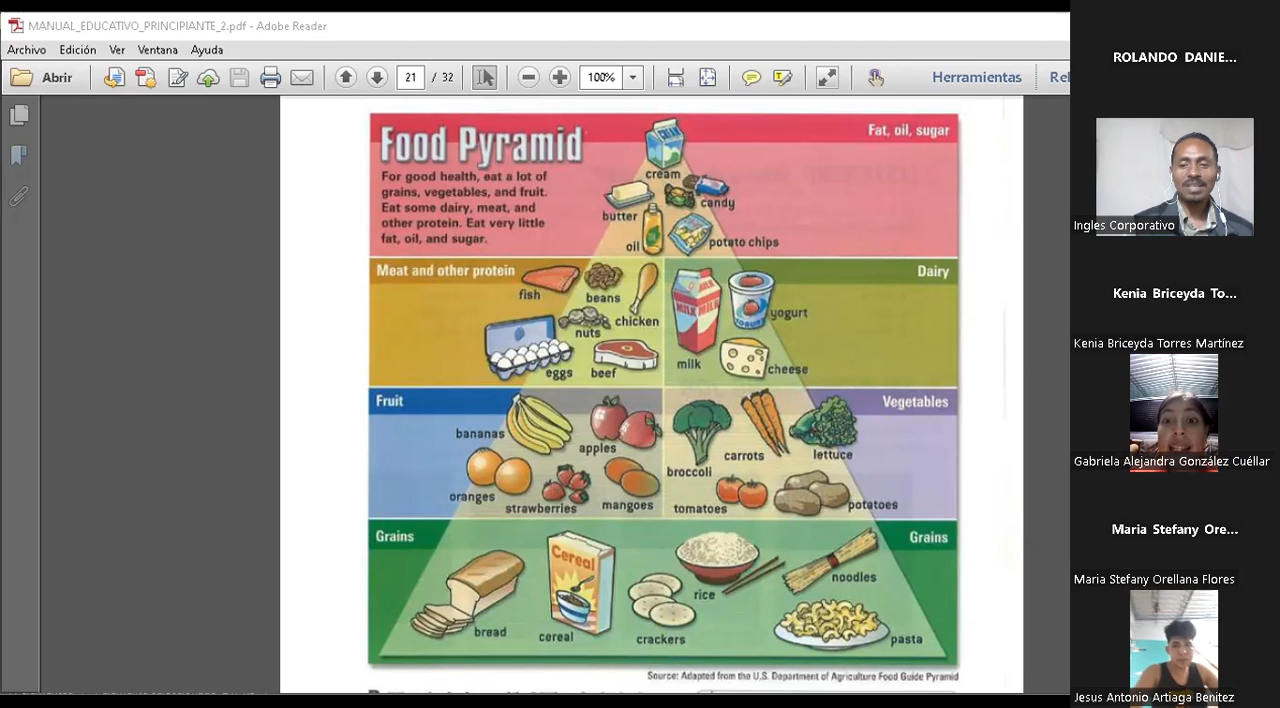 MANUAL_EDUCATIVO_PRINCIPIANTE_2.pdf - Adobe Reader
Archivo Edición Ver Ventana Ayuda
Abrir 21 / 32 100% Herramientas
Food Pyramid
For good health, eat a lot of
grains, vegetables, and fruit.
Eat some dairy, meat, and
other protein. Eat very little
fat, oil, and sugar.
Fat, oil, sugar
CREAM
cream
butter
candy
oil
potato chips
Meat and other protein
fish
beans
chicken
nuts
eggs
beef
Dairy
MILK
YOGURT
yogurt
milk
cheese
Fruit
bananas
apples
oranges
strawberries
mangoes
Vegetables
broccoli
carrots
lettuce
tomatoes
potatoes
Grains
Grains
Cereal
bread
cereal
crackers
rice
noodles
pasta
Source: Adapted from the U.S. Department of Agriculture Food Guide Pyramid
ROLANDO DANIE...
Ingles Corporativo
Kenia Briceyda To...
Kenia Briceyda Torres Martínez
Gabriela Alejandra González Cuéllar
Maria Stefany Ore...
Maria Stefany Orellana Flores
Jesus Antonio Artiaga Benitez